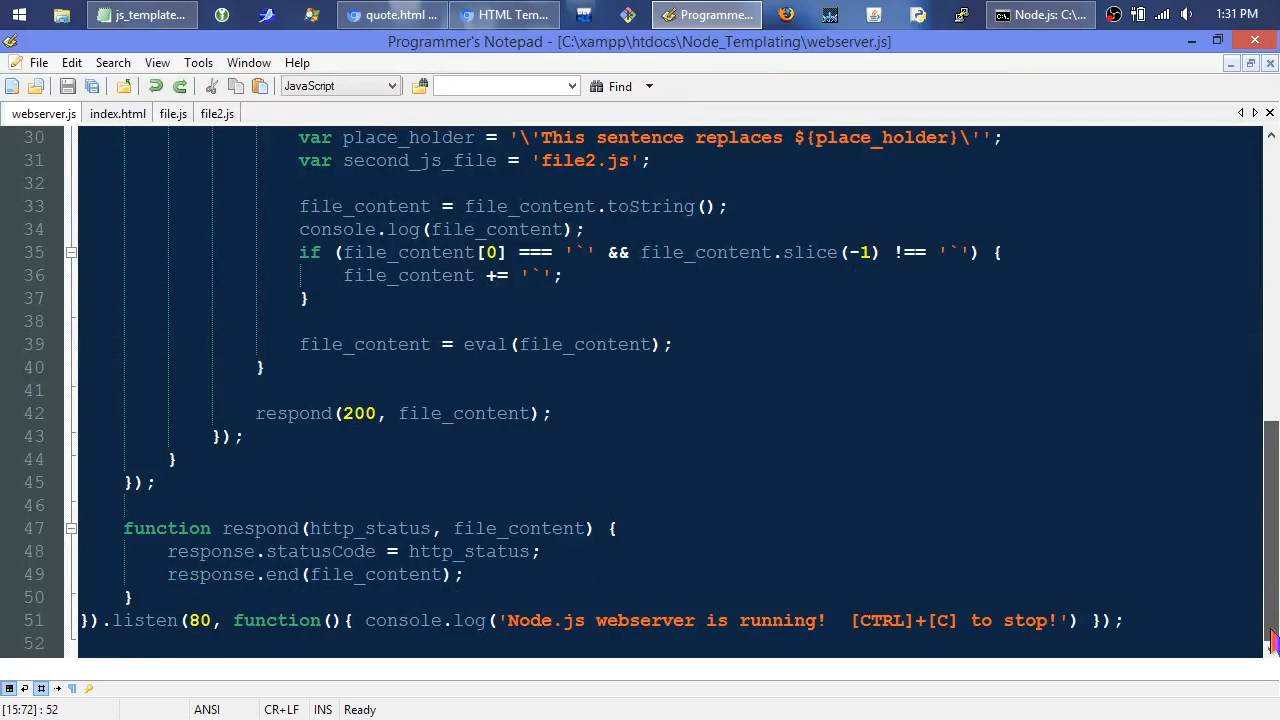 js_template...
quote.html ...
HTML Tem...
Programme...
Node.js: C:\...
1:31 PM
Programmer's Notepad - [C:\xampp\htdocs\Node_Templating\webserver.js]
File Edit Search View Tools Window Help
JavaScript Find
webserver.js index.html file.js file2.js
30 var place_holder = '\'This sentence replaces ${place_holder}\'';
31 var second_js_file = 'file2.js';
32
33 file_content = file_content.toString();
34 console.log(file_content);
35 if (file_content[0] === '`' && file_content.slice(-1) !== '`') {
36 file_content += '`';
37 }
38
39 file_content = eval(file_content);
40 }
41
42 respond(200, file_content);
43 });
44 }
45 });
46
47 function respond(http_status, file_content) {
48 response.statusCode = http_status;
49 response.end(file_content);
50 }
51 }).listen(80, function(){ console.log('Node.js webserver is running!  [CTRL]+[C] to stop!') });
52
[15:72] : 52 ANSI CR+LF INS Ready